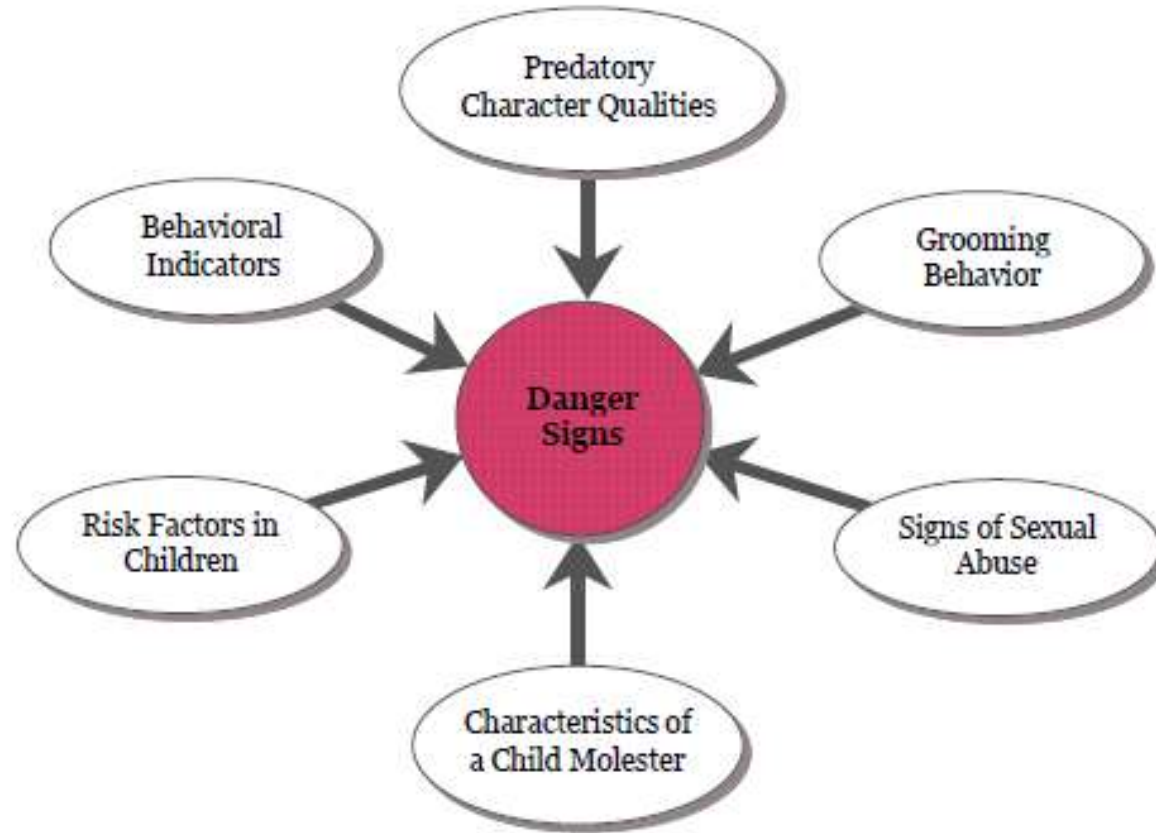 Predatory
Character Qualities
Behavioral
Indicators
Grooming
Behavior
Danger
Signs
Risk Factors in
Children
Signs of Sexual
Abuse
Characteristics of
a Child Molester